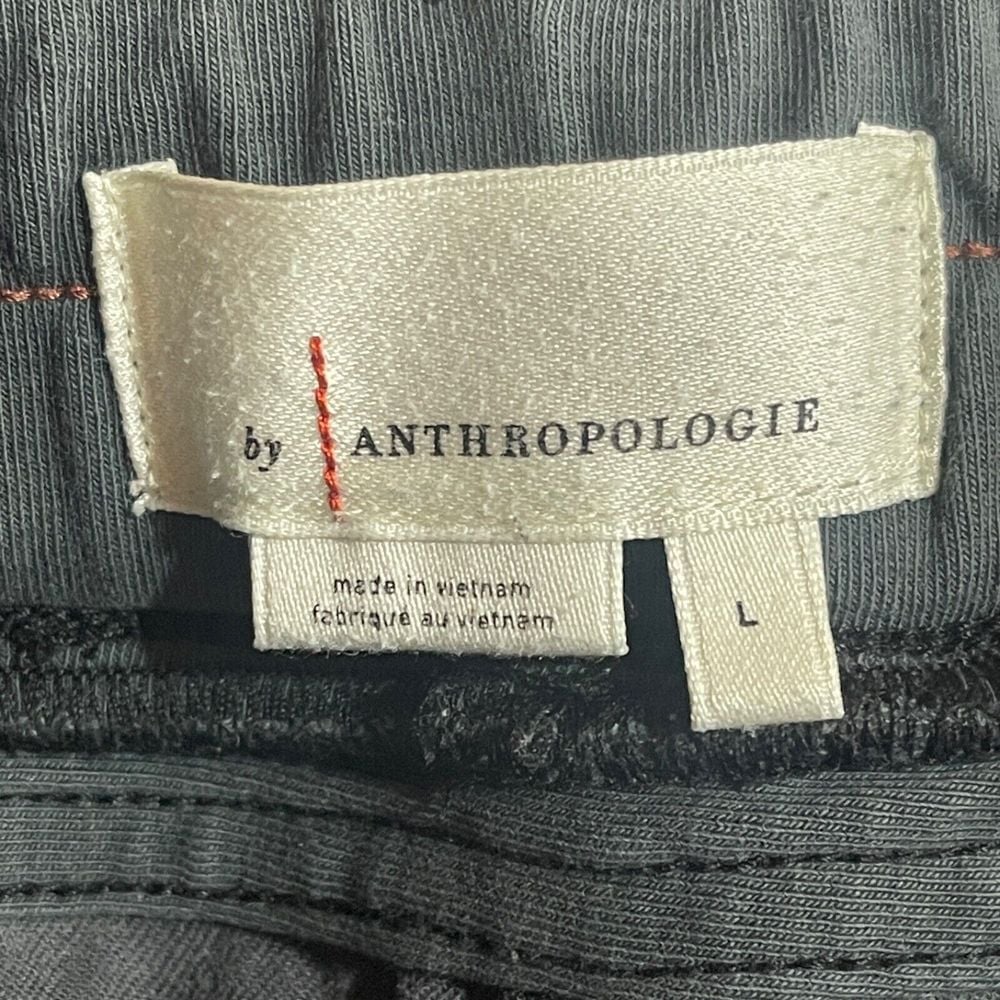 by ANTHROPOLOGIE
made in vietnam
fabrique au vietnam
L